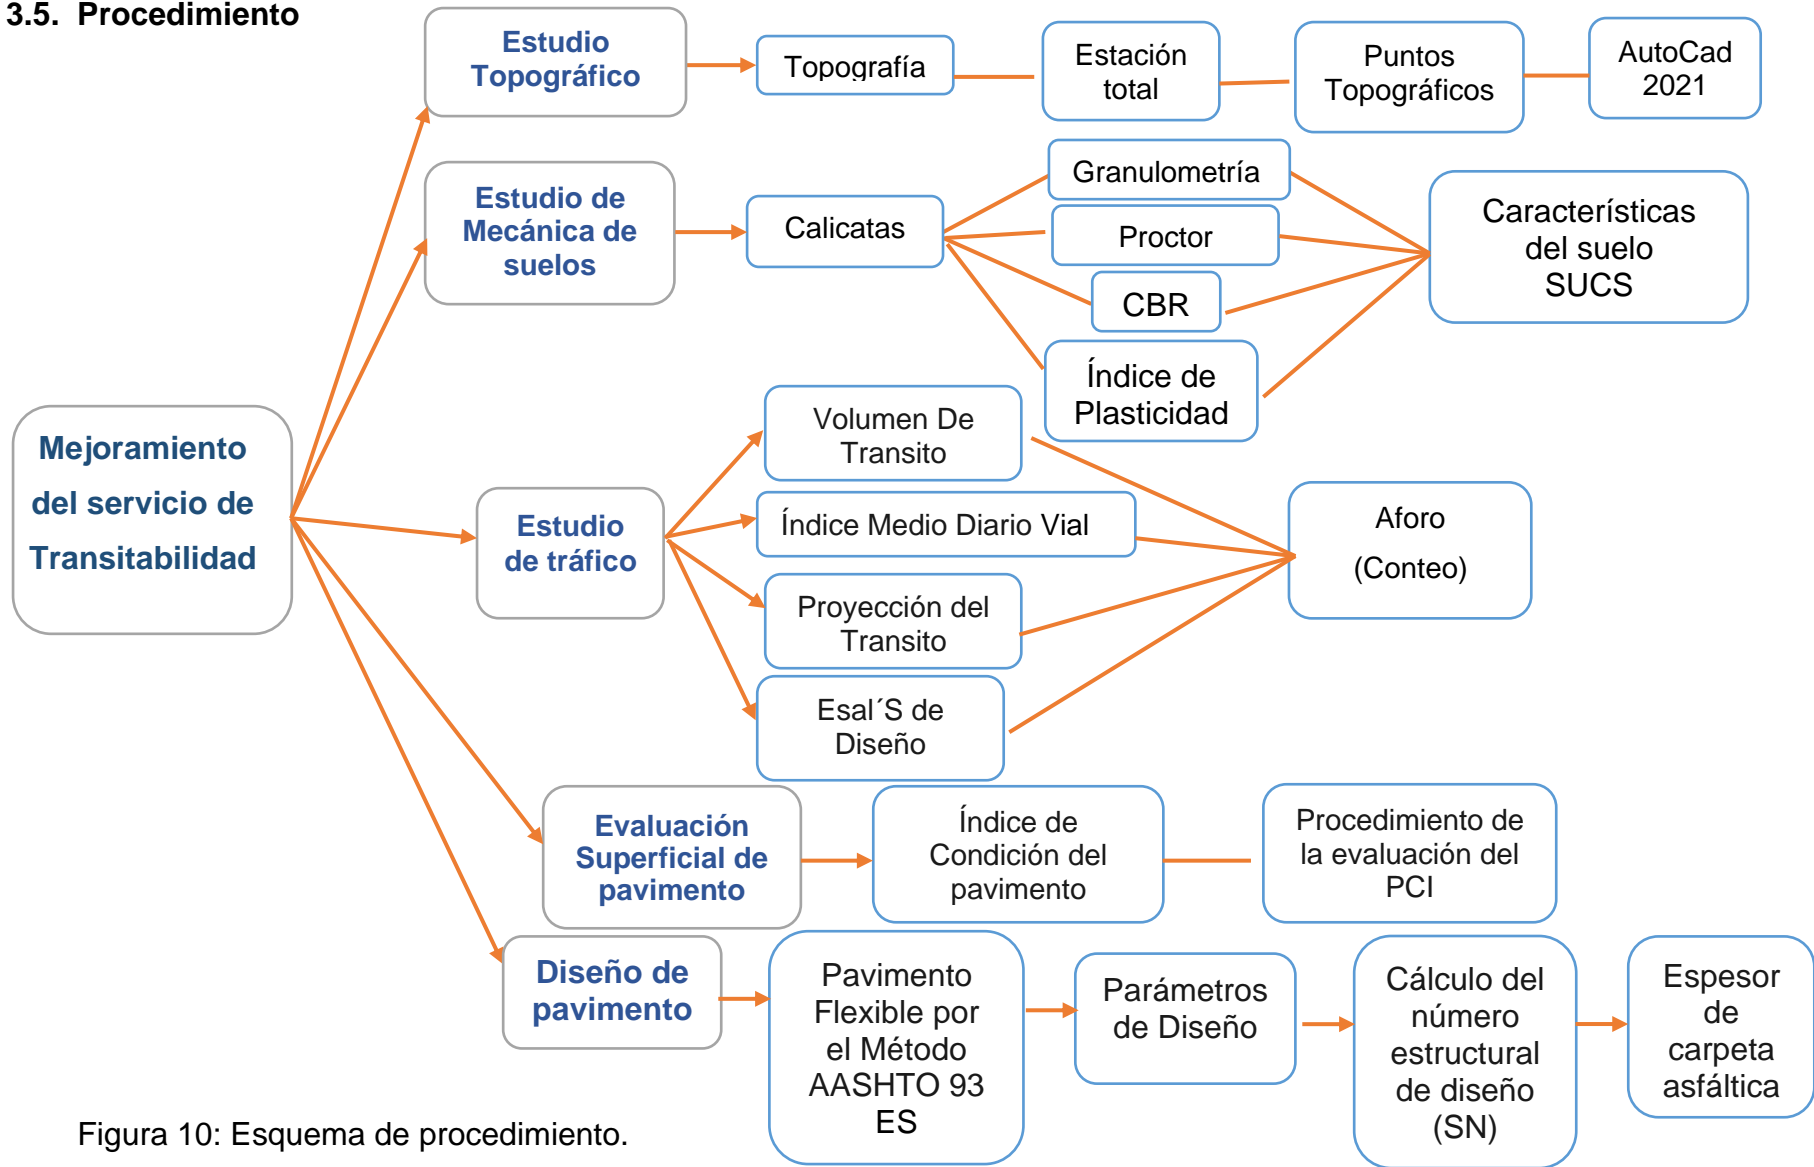 3.5. Procedimiento
Estudio
Topográfico
Topografía
Estación
total
Puntos
Topográficos
AutoCad
2021
Estudio de
Mecánica de
suelos
Calicatas
Granulometría
Proctor
CBR
Índice de
Plasticidad
Características
del suelo
SUCS
Mejoramiento
del servicio de
Transitabilidad
Estudio
de tráfico
Volumen De
Transito
Índice Medio Diario Vial
Proyección del
Transito
Esal´S de
Diseño
Aforo
(Conteo)
Evaluación
Superficial de
pavimento
Índice de
Condición del
pavimento
Procedimiento de
la evaluación del
PCI
Diseño de
pavimento
Pavimento
Flexible por
el Método
AASHTO 93
ES
Parámetros
de Diseño
Cálculo del
número
estructural
de diseño
(SN)
Espesor
de
carpeta
asfáltica
Figura 10: Esquema de procedimiento.